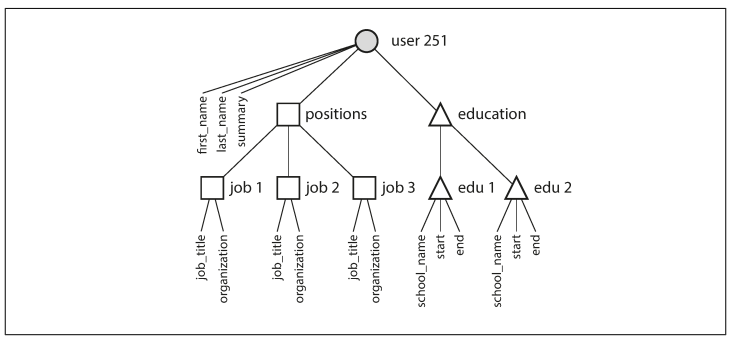 user 251
first_name
last_name
summary
positions
education
job 1
job 2
job 3
edu 1
edu 2
job_title
organization
job_title
organization
job_title
organization
school_name
start
end
school_name
start
end